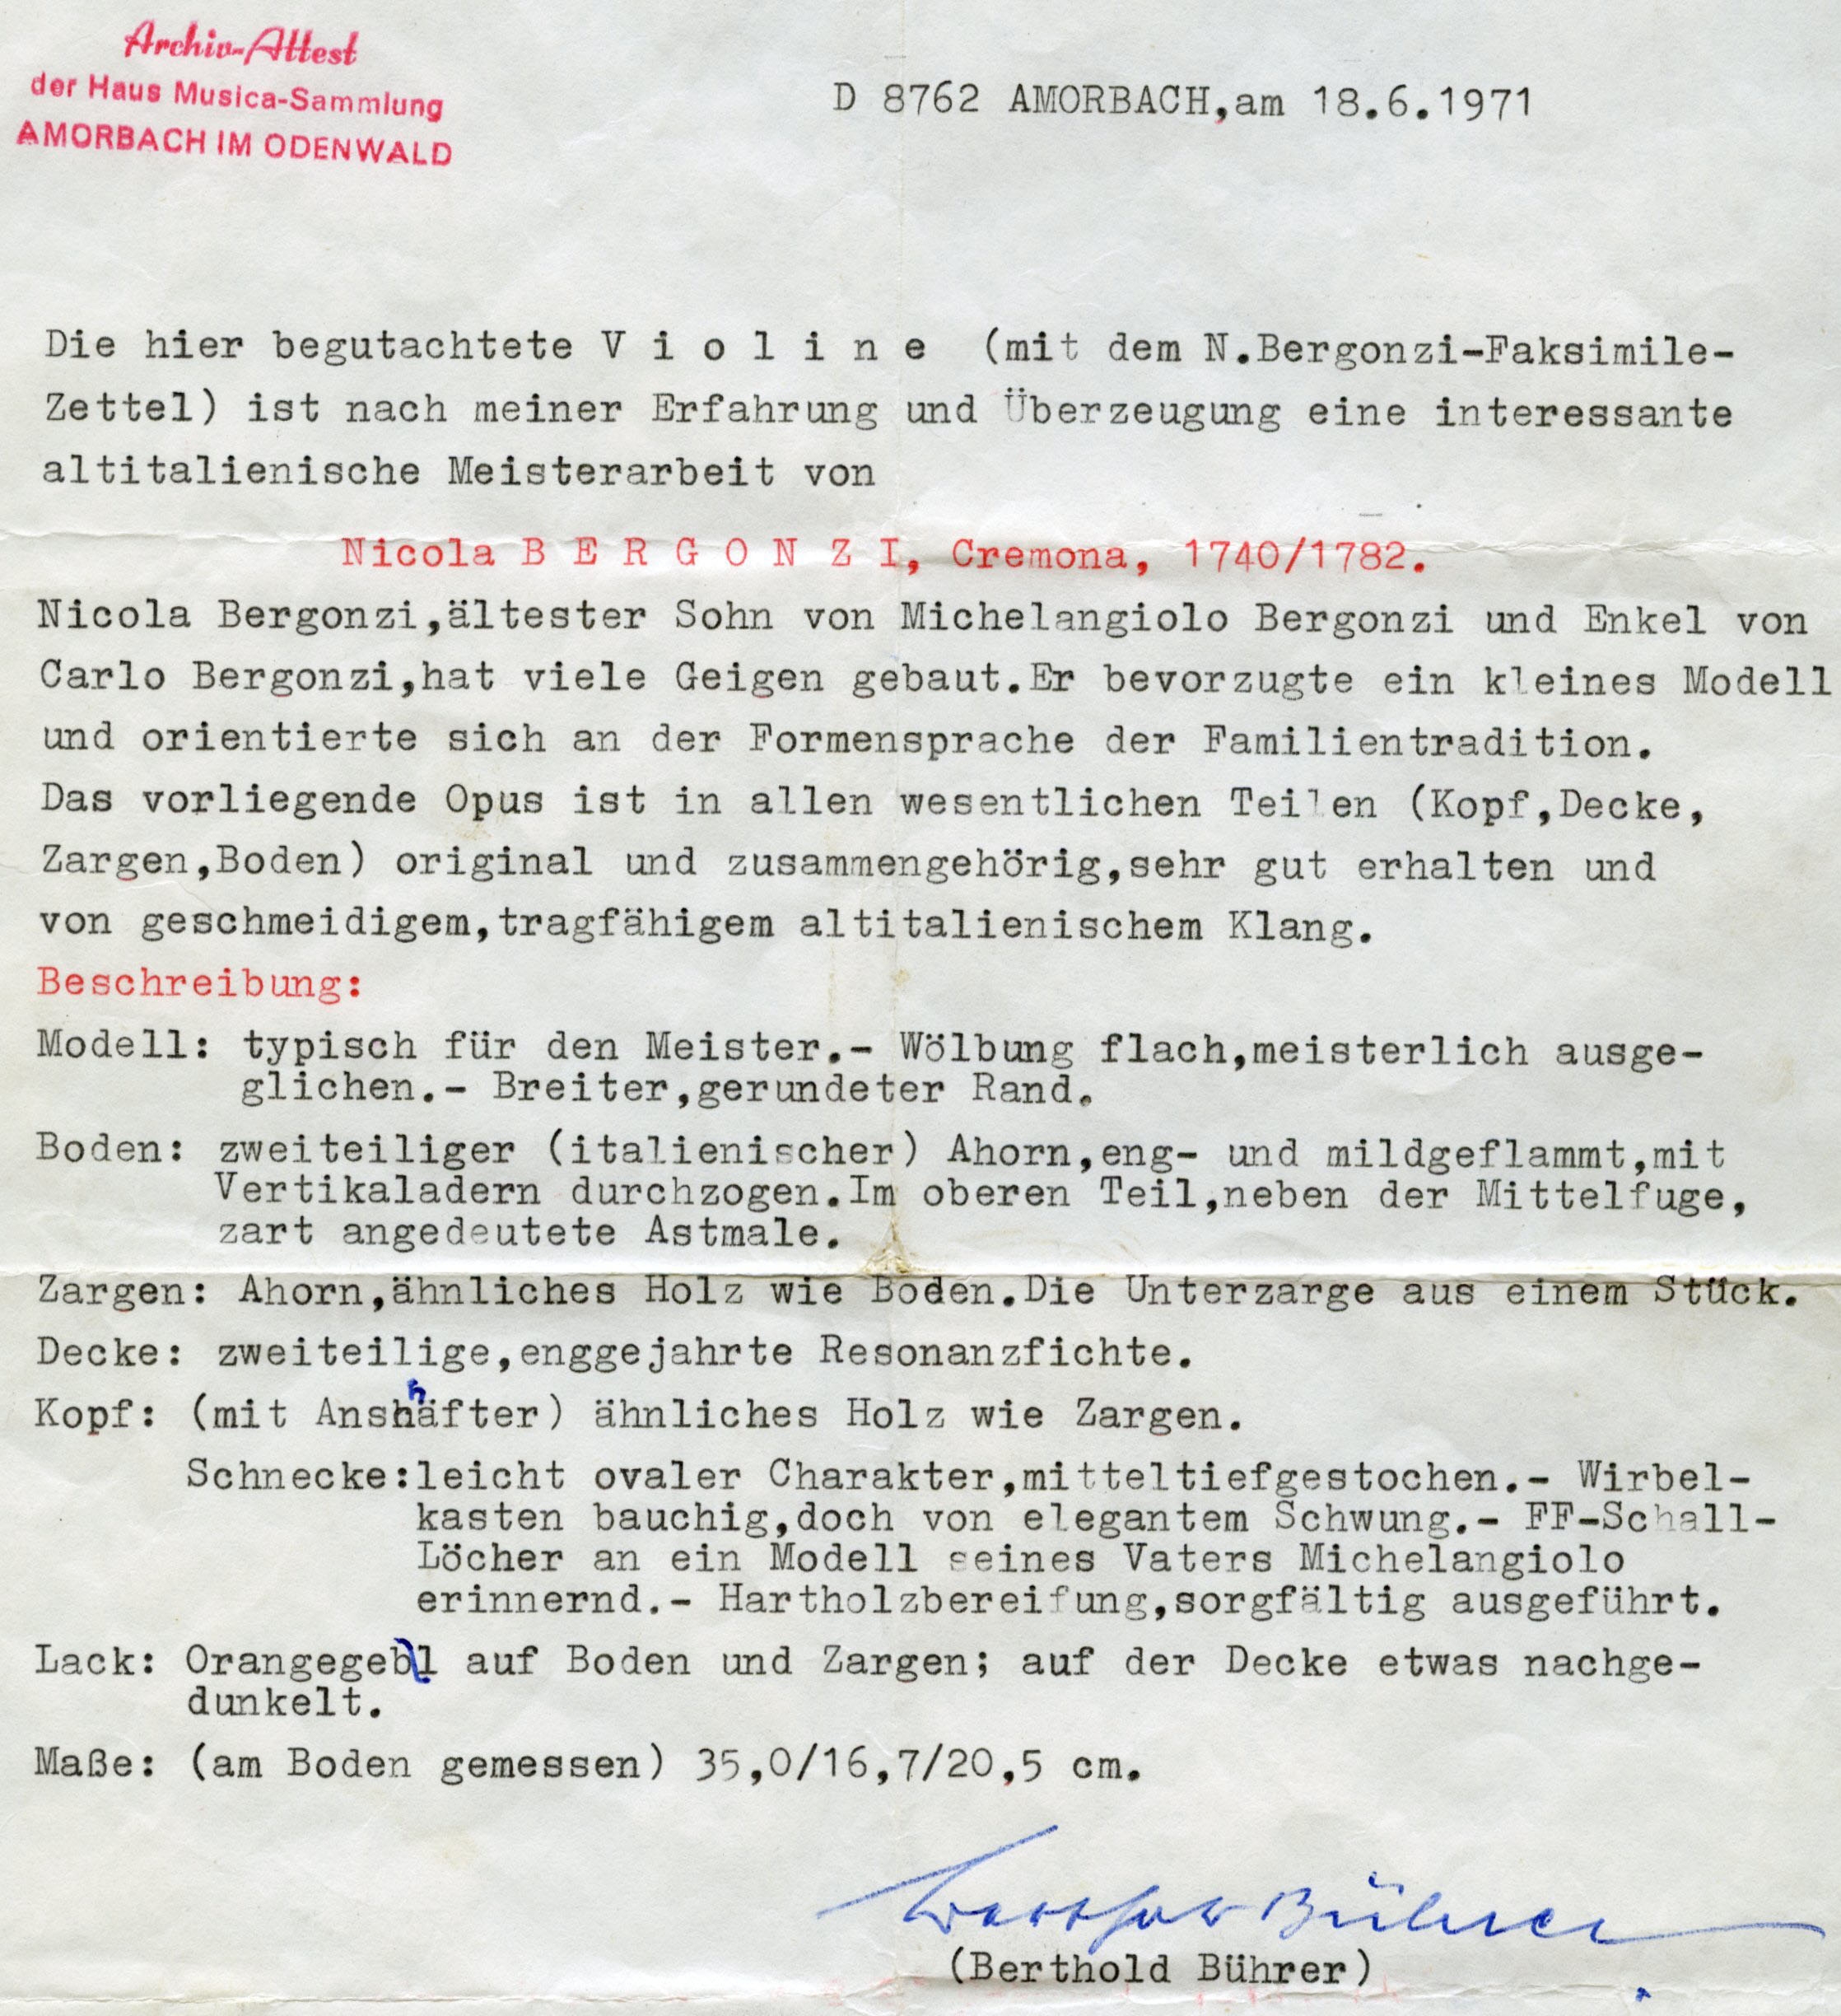 Archiv-Attest
der Haus Musica-Sammlung
AMORBACH IM ODENWALD
D 8762 AMORBACH,am 18.6.1971
Die hier begutachtete V i o l i n e (mit dem N.Bergonzi-Faksimile-
Zettel) ist nach meiner Erfahrung und Überzeugung eine interessante
altitalienische Meisterarbeit von
Nicola B E R G O N Z I, Cremona, 1740/1782.
Nicola Bergonzi,ältester Sohn von Michelangiolo Bergonzi und Enkel von
Carlo Bergonzi,hat viele Geigen gebaut.Er bevorzugte ein kleines Modell
und orientierte sich an der Formensprache der Familientradition.
Das vorliegende Opus ist in allen wesentlichen Teilen (Kopf,Decke,
Zargen,Boden) original und zusammengehörig,sehr gut erhalten und
von geschmeidigem,tragfähigem altitalienischem Klang.
Beschreibung:
Modell: typisch für den Meister.- Wölbung flach,meisterlich ausge-
glichen.- Breiter,gerundeter Rand.
Boden: zweiteiliger (italienischer) Ahorn,eng- und mildgeflammt,mit
Vertikaladern durchzogen.Im oberen Teil,neben der Mittelfuge,
zart angedeutete Astmale.
Zargen: Ahorn,ähnliches Holz wie Boden.Die Unterzarge aus einem Stück.
Decke: zweiteilige,enggejahrte Resonanzfichte.
Kopf: (mit Anshäfter) ähnliches Holz wie Zargen.
Schnecke:leicht ovaler Charakter,mitteltiefgestochen.- Wirbel-
kasten bauchig,doch von elegantem Schwung.- FF-Schall-
Löcher an ein Modell seines Vaters Michelangiolo
erinnernd.- Hartholzbereifung,sorgfältig ausgeführt.
Lack: Orangegebl auf Boden und Zargen; auf der Decke etwas nachge-
dunkelt.
Maße: (am Boden gemessen) 35,0/16,7/20,5 cm.
Berthold Bührer
(Berthold Bührer)